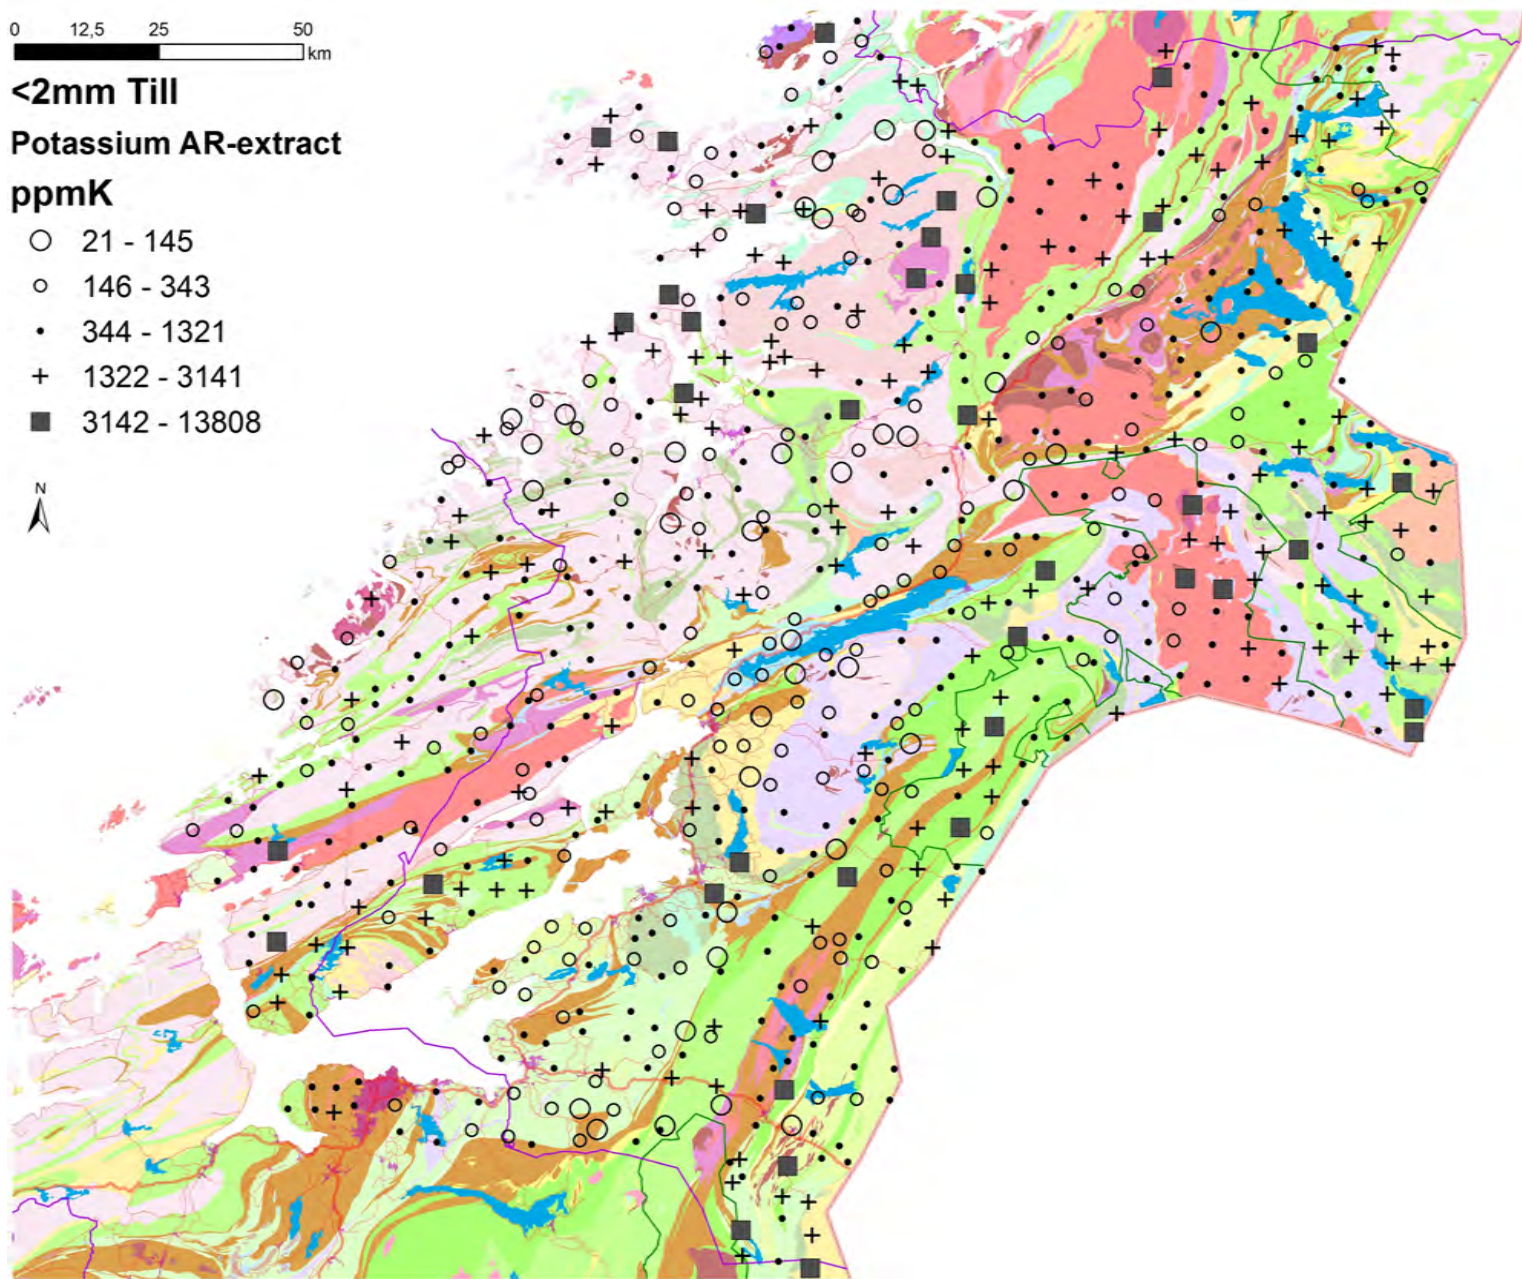 0 12,5 25 50
km
<2mm Till
Potassium AR-extract
ppmK
21 - 145
146 - 343
344 - 1321
1322 - 3141
3142 - 13808
N